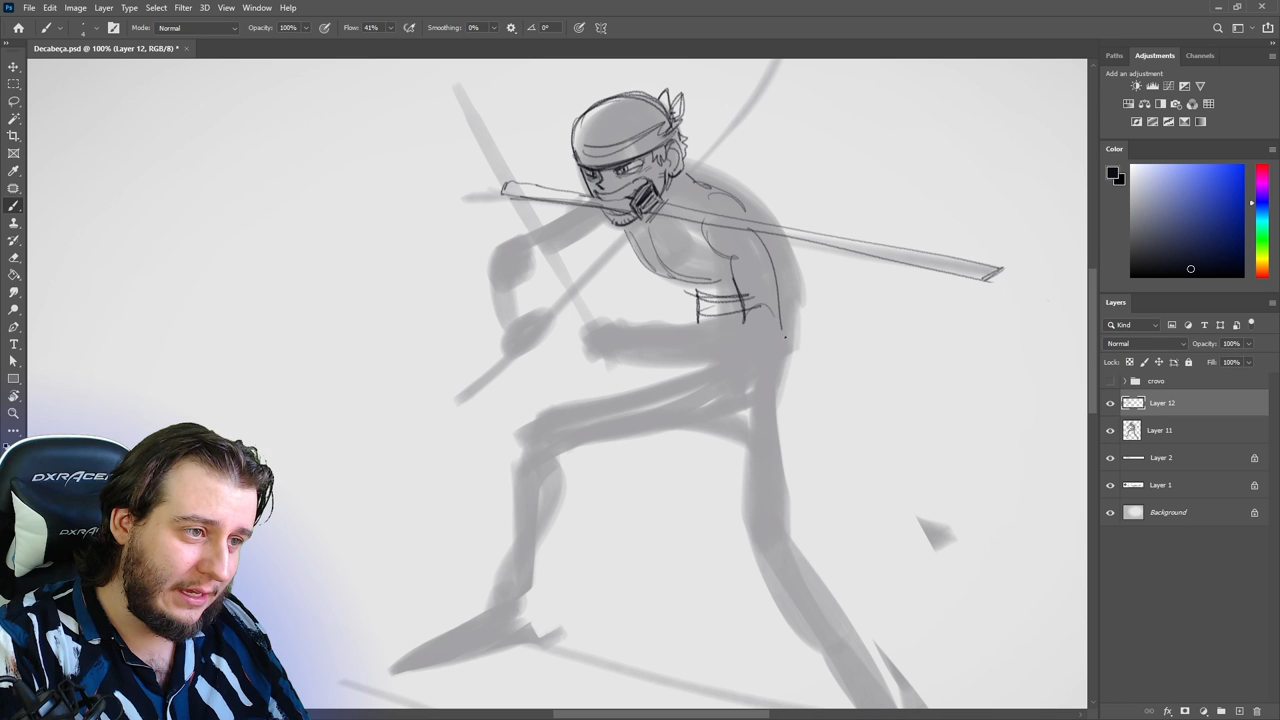 File Edit Image Layer Type Select Filter 3D View Window Help
4 Mode: Normal Opacity: 100% Flow: 41% Smoothing: 0% 0°
Decabeça.psd @ 100% (Layer 12, RGB/8) *
Paths Adjustments Channels
Add an adjustment
Color
Layers
Kind
Normal Opacity: 100%
Lock: Fill: 100%
crovo
Layer 12
Layer 11
Layer 2
Layer 1
Background
DXRACER
DXRA